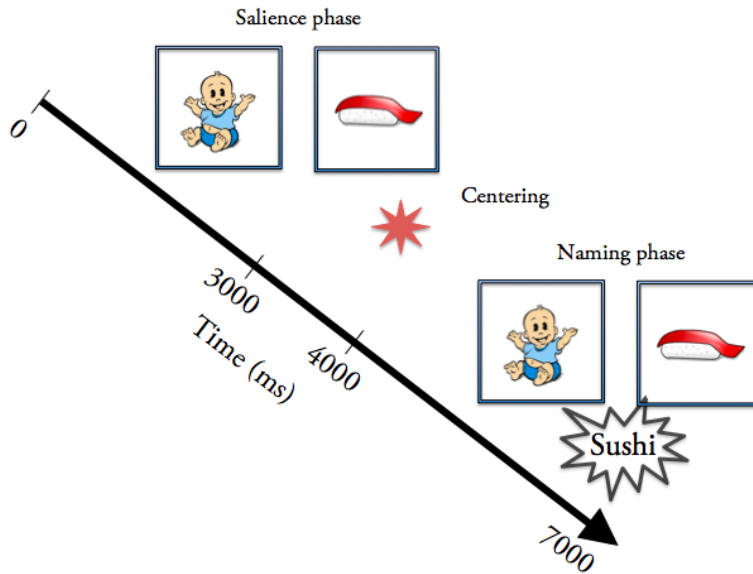 Salience phase
0
Centering
Naming phase
3000
Time (ms)
4000
Sushi
7000